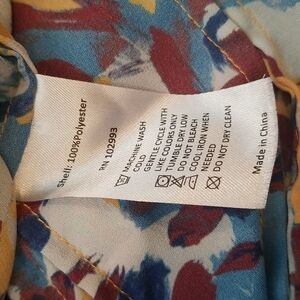 Shell: 100%Polyester
RN 102993
MACHINE WASH
COLD
GENTLE CYCLE WITH
LIKE COLORS ONLY
TUMBLE DRY LOW
DO NOT BLEACH
COOL IRON WHEN
NEEDED
DO NOT DRY CLEAN
Made in China